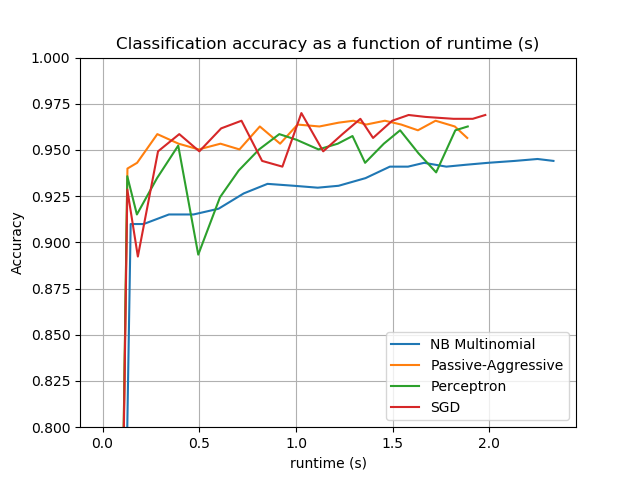 Classification accuracy as a function of runtime (s)
1.000
0.975
0.950
0.925
0.900
0.875
0.850
0.825
0.800
Accuracy
0.0 0.5 1.0 1.5 2.0
runtime (s)
NB Multinomial
Passive-Aggressive
Perceptron
SGD